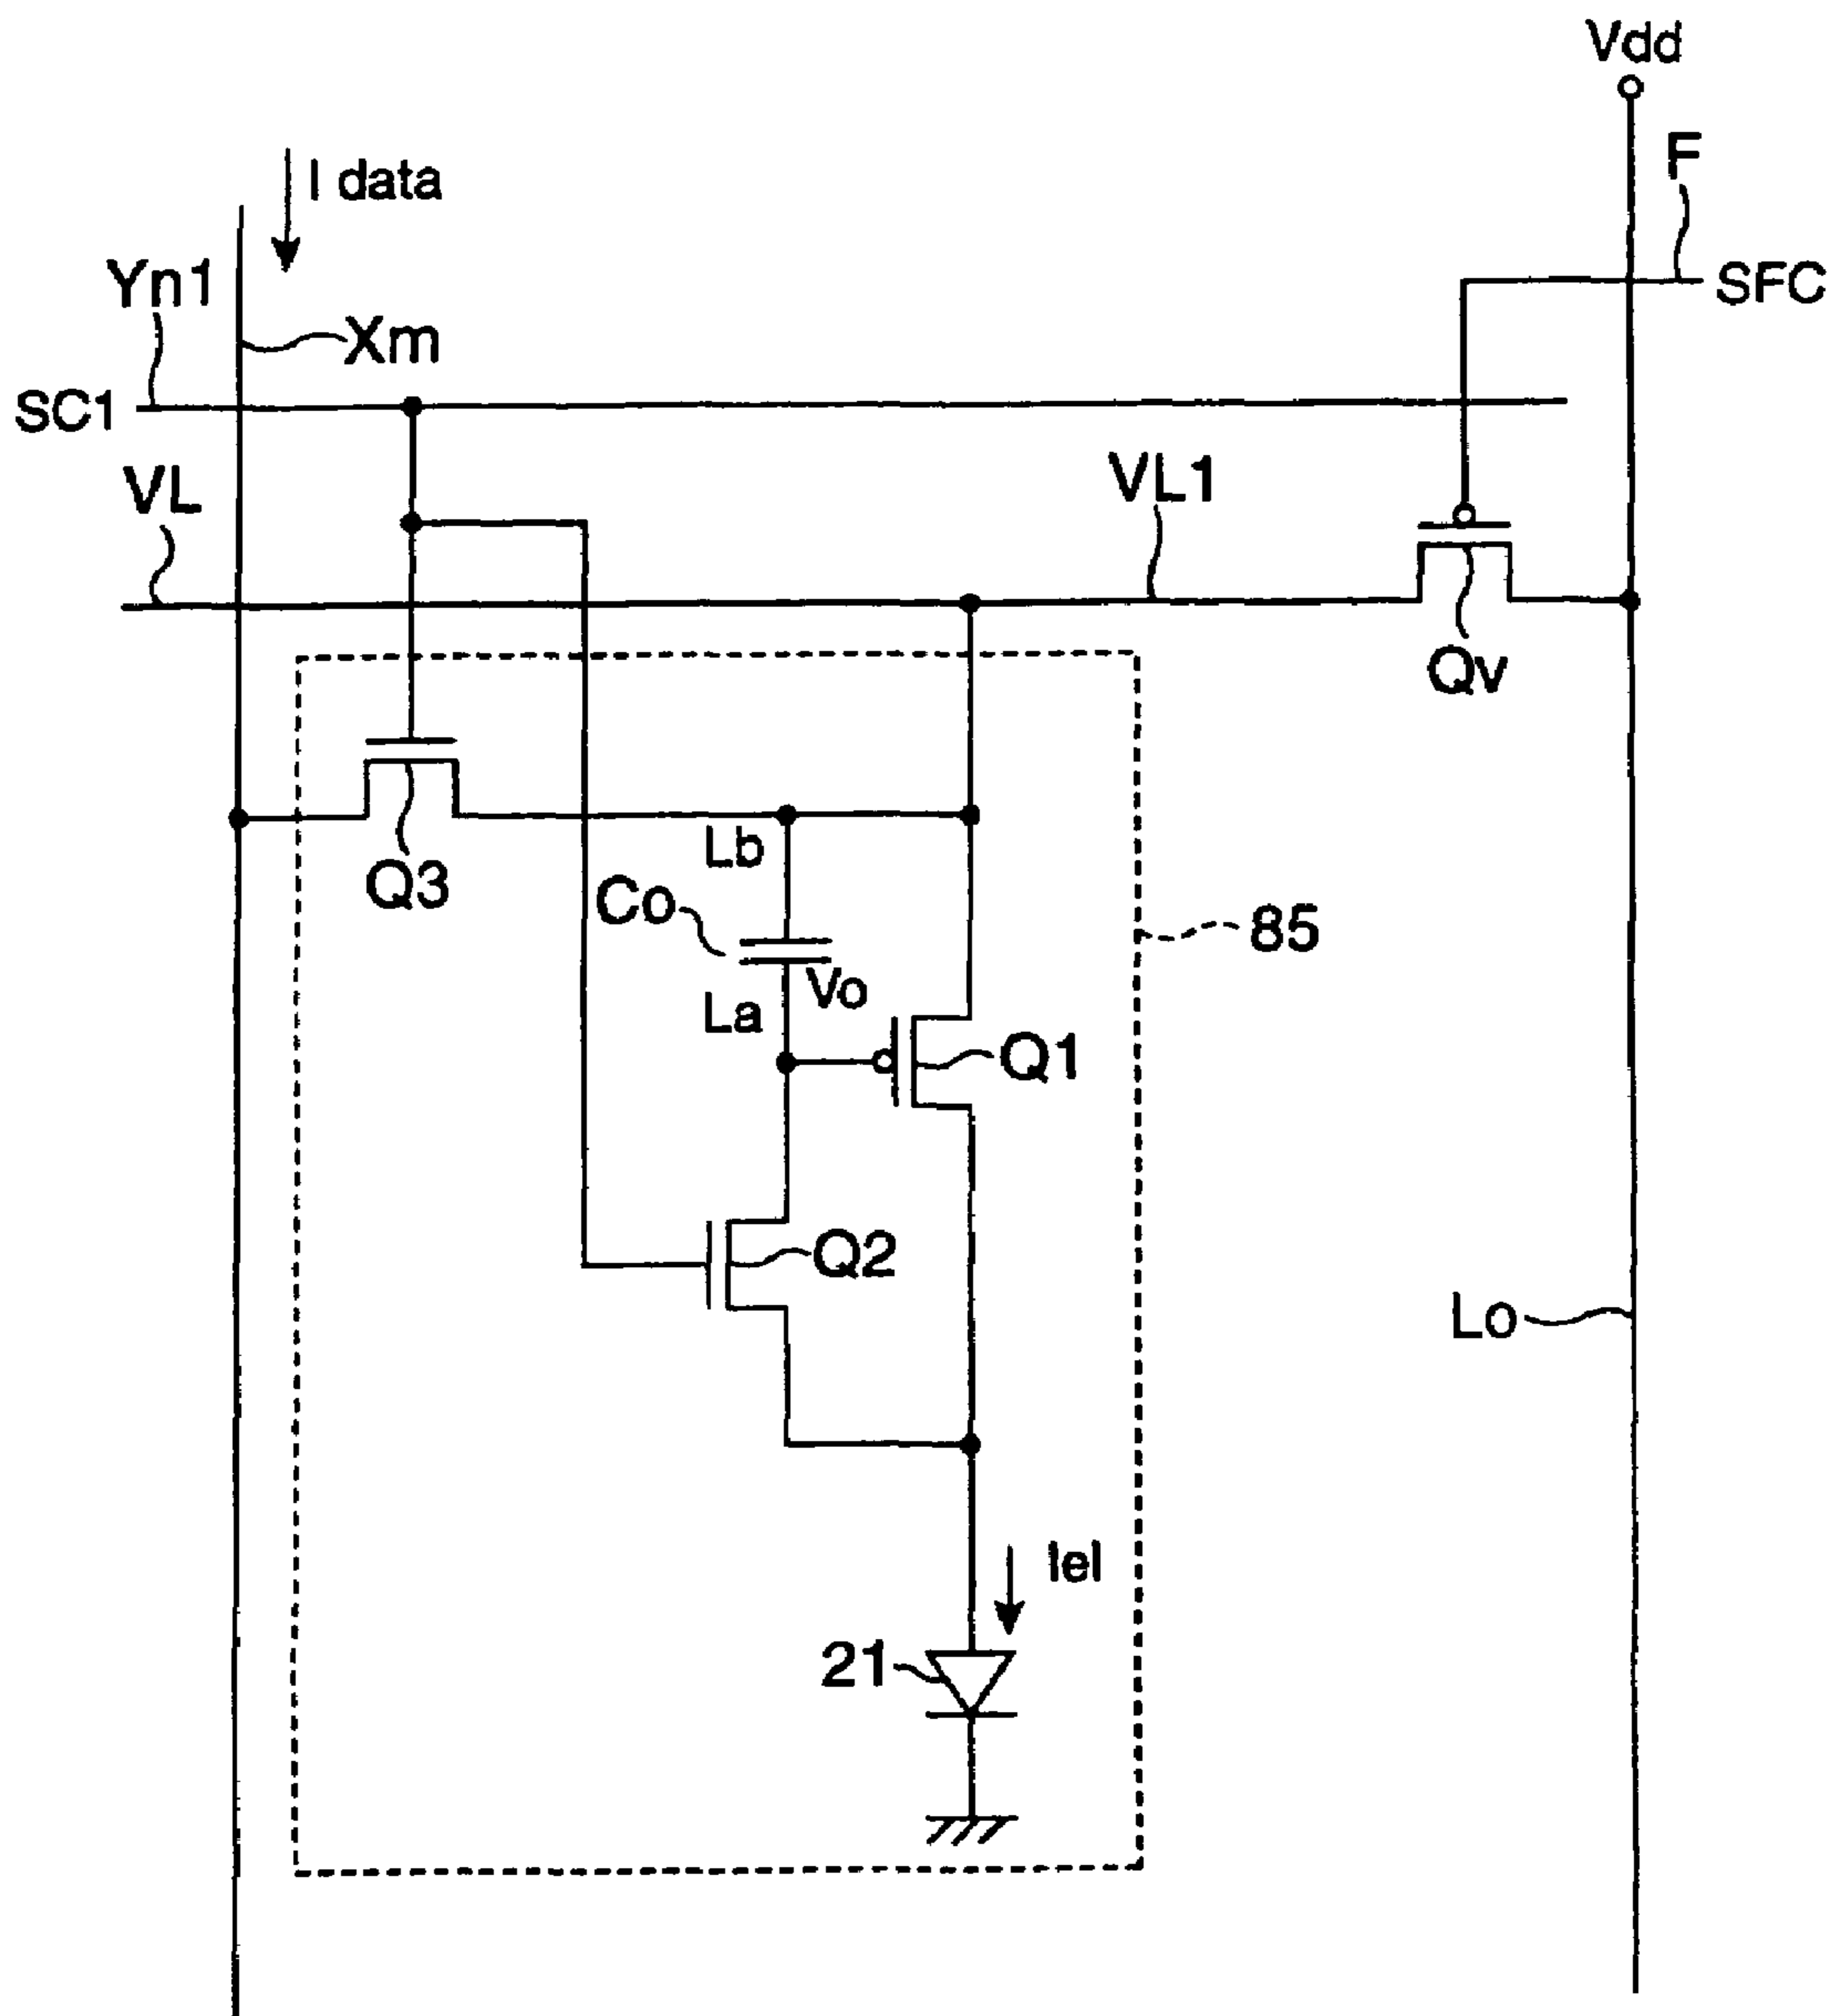 Vdd
F
I data
SFC
Yn1
Xm
SC1
VL
VL1
Qv
Q3
Lb
Co
85
Vo
La
Q1
Q2
Lo
Iel
21